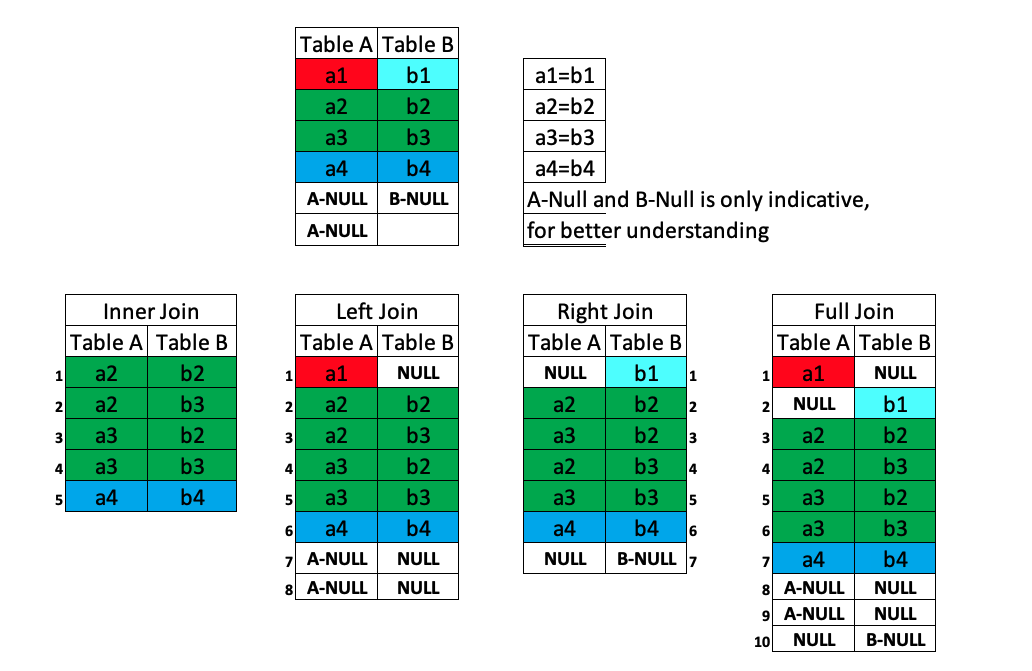 Table A Table B
a1 b1
a2 b2
a3 b3
a4 b4
A-NULL B-NULL
A-NULL
a1=b1
a2=b2
a3=b3
a4=b4
A-Null and B-Null is only indicative,
for better understanding
Inner Join
Table A Table B
1 a2 b2
2 a2 b3
3 a3 b2
4 a3 b3
5 a4 b4
Left Join
Table A Table B
1 a1 NULL
2 a2 b2
3 a2 b3
4 a3 b2
5 a3 b3
6 a4 b4
7 A-NULL NULL
8 A-NULL NULL
Right Join
Table A Table B
NULL b1 1
a2 b2 2
a3 b2 3
a2 b3 4
a3 b3 5
a4 b4 6
NULL B-NULL 7
Full Join
Table A Table B
1 a1 NULL
2 NULL b1
3 a2 b2
4 a2 b3
5 a3 b2
6 a3 b3
7 a4 b4
8 A-NULL NULL
9 A-NULL NULL
10 NULL B-NULL